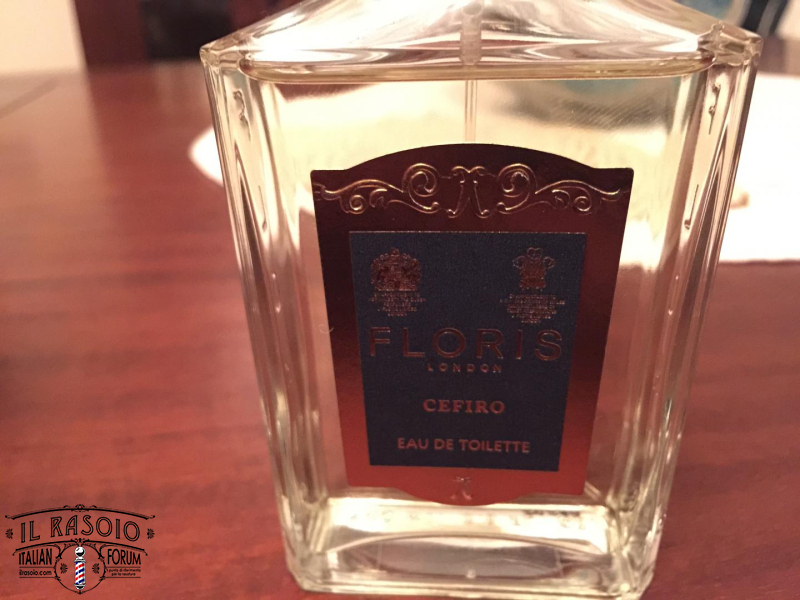 FLORIS
LONDON
CEFIRO
EAU DE TOILETTE
IL RASOIO
ITALIAN FORUM
ilrasoio.com